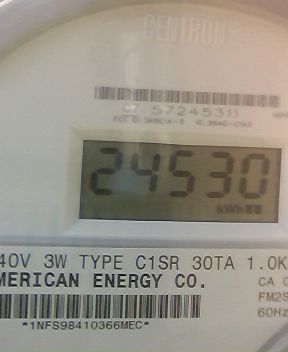 CENTRON
57245311
24530
kWh
40V 3W TYPE C1SR 30TA 1.0K
MERICAN ENERGY CO.
CA
FM2S
60Hz
*1NFS98410366MEC*